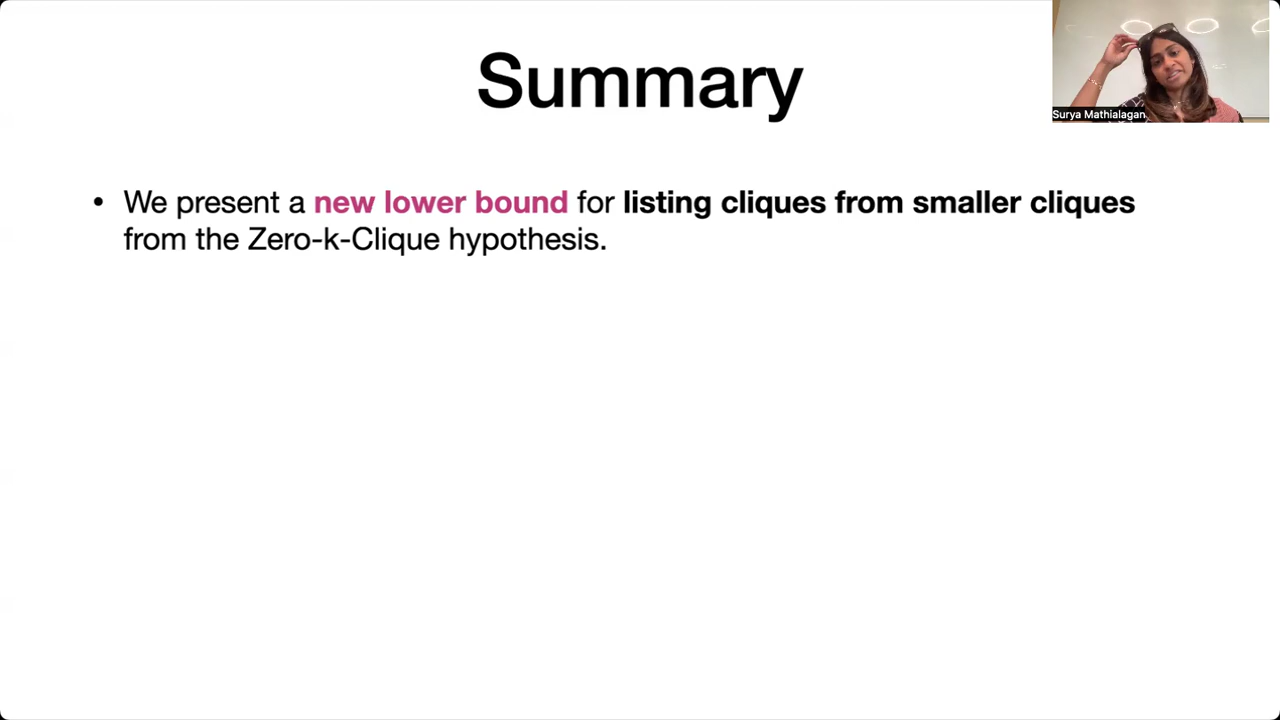 Summary
Surya Mathialagan
• We present a new lower bound for listing cliques from smaller cliques
from the Zero-k-Clique hypothesis.